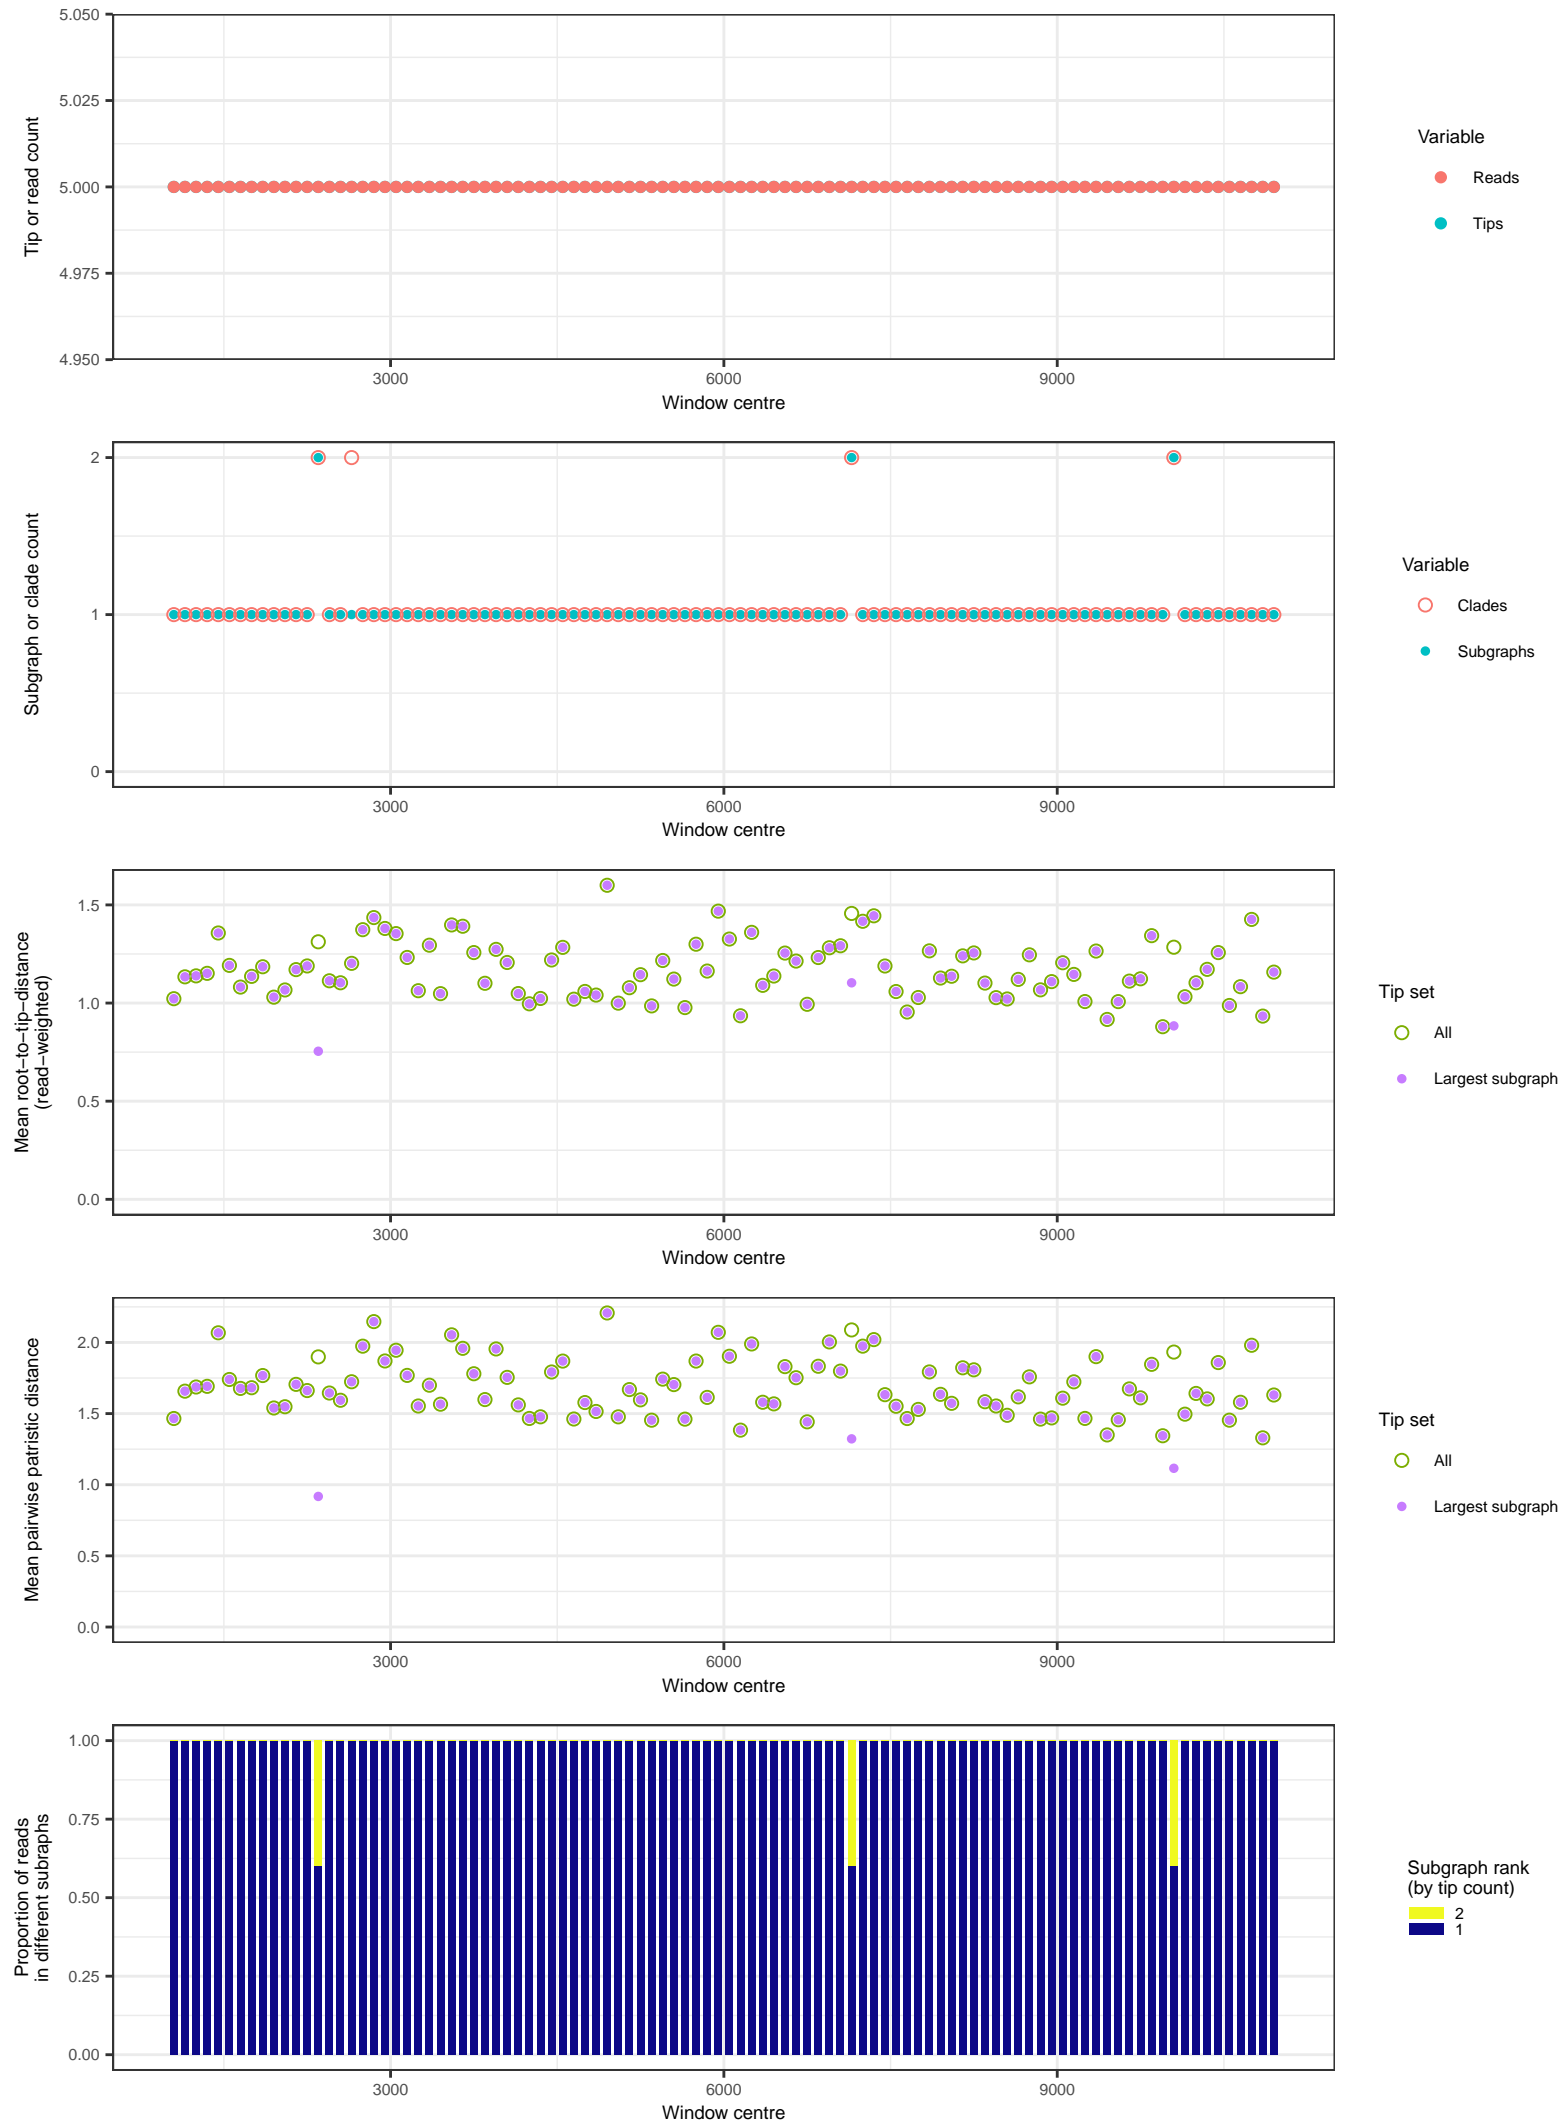 5.050
5.025
5.000
4.975
4.950
Tip or read count
3000
6000
9000
Window centre
Variable
Reads
Tips
2
1
0
Subgraph or clade count
3000
6000
9000
Window centre
Variable
Clades
Subgraphs
1.5
1.0
0.5
0.0
Mean root−to−tip−distance
(read−weighted)
3000
6000
9000
Window centre
Tip set
All
Largest subgraph
2.0
1.5
1.0
0.5
0.0
Mean pairwise patristic distance
3000
6000
9000
Window centre
Tip set
All
Largest subgraph
1.00
0.75
0.50
0.25
0.00
Proportion of reads
in different subraphs
3000
6000
9000
Window centre
Subgraph rank
(by tip count)
2
1